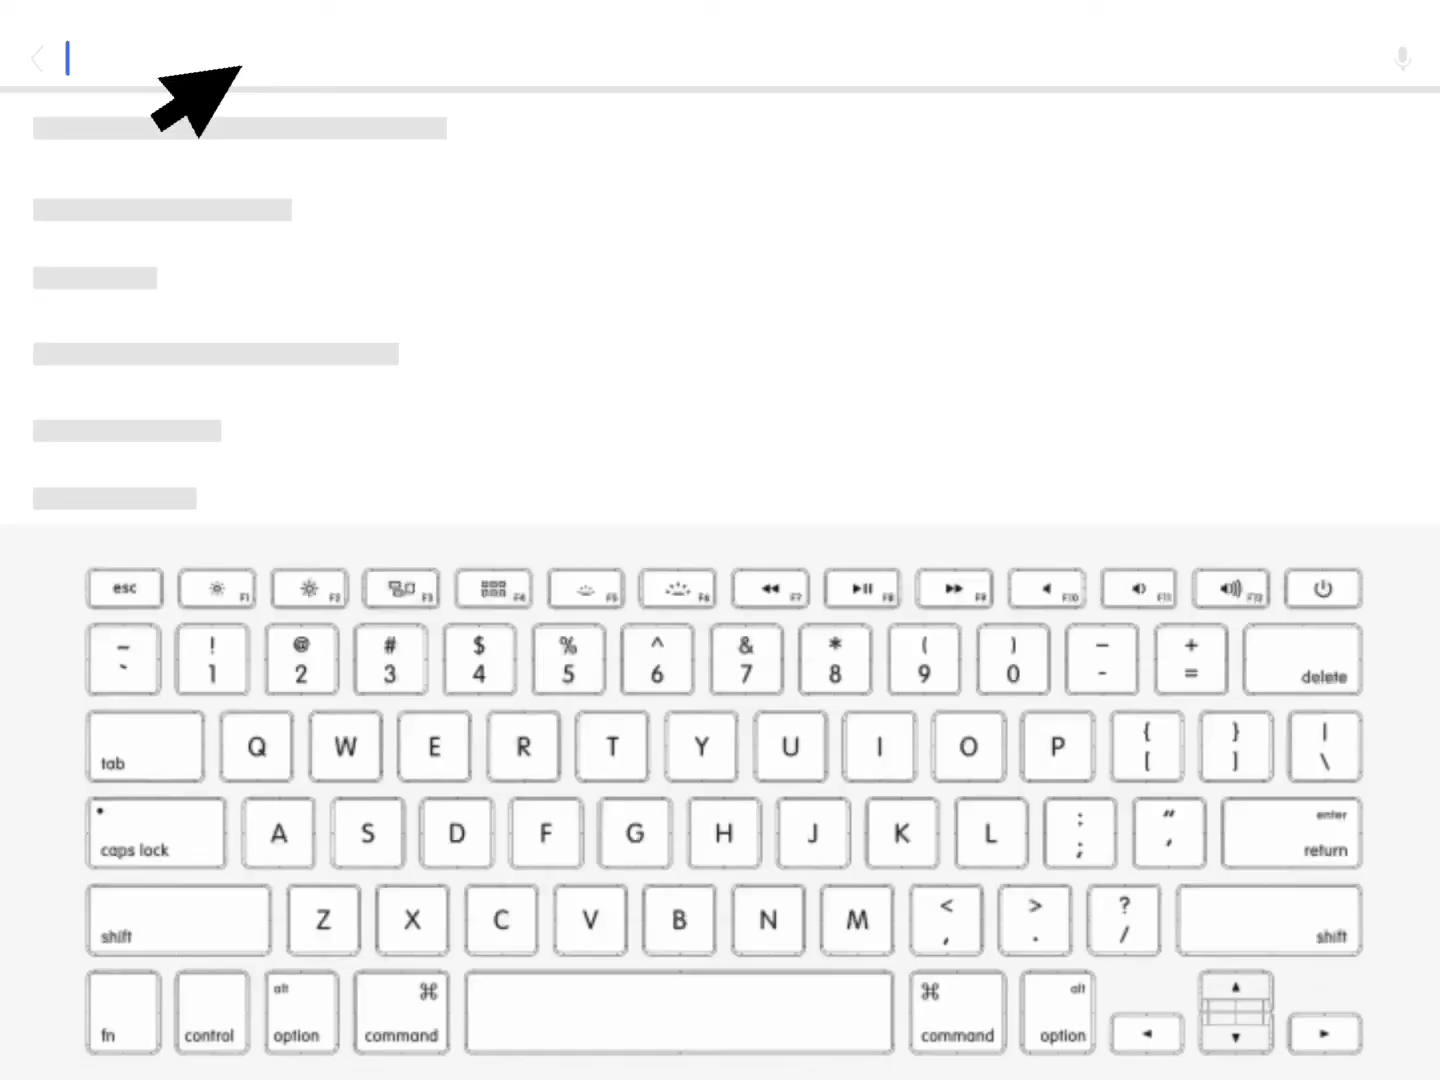 esc F1 F2 F3 F4 F5 F6 F7 F8 F9 F10 F11 F12
~ ! @ # $ % ^ & * ( ) — +
` 1 2 3 4 5 6 7 8 9 0 - = delete
tab Q W E R T Y U I O P { [ } ] | \
caps lock A S D F G H J K L : ; " ' enter return
shift Z X C V B N M < , > . ? / shift
fn control alt option ⌘ command ⌘ command alt option